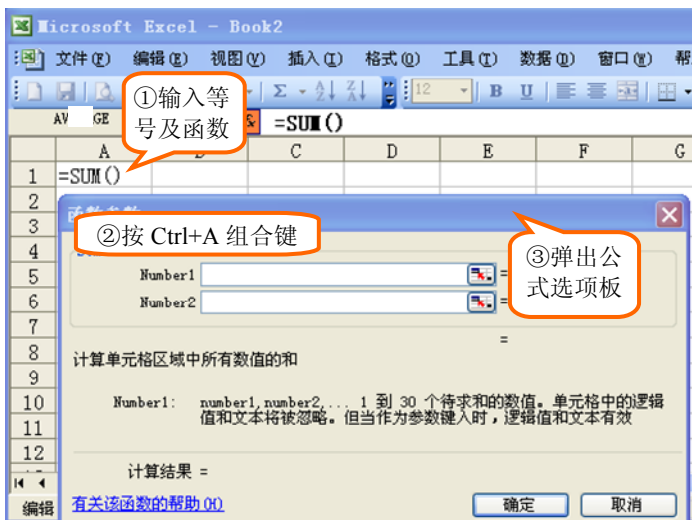 Microsoft Excel - Book2
文件(F) 编辑(E) 视图(V) 插入(I) 格式(O) 工具(T) 数据(D) 窗口(W) 帮
Σ 12 B U
①输入等
号及函数
AV GE =SUM()
A C D E F G
1 =SUM()
2
3
②按 Ctrl+A 组合键
4
③弹出公
式选项板
5 Number1 =
6 Number2 =
7
=
8 计算单元格区域中所有数值的和
9
10 Number1: number1,number2,... 1 到 30 个待求和的数值。单元格中的逻辑
值和文本将被忽略。但当作为参数键入时，逻辑值和文本有效
11
12
计算结果 =
编辑 有关该函数的帮助(H) 确定 取消